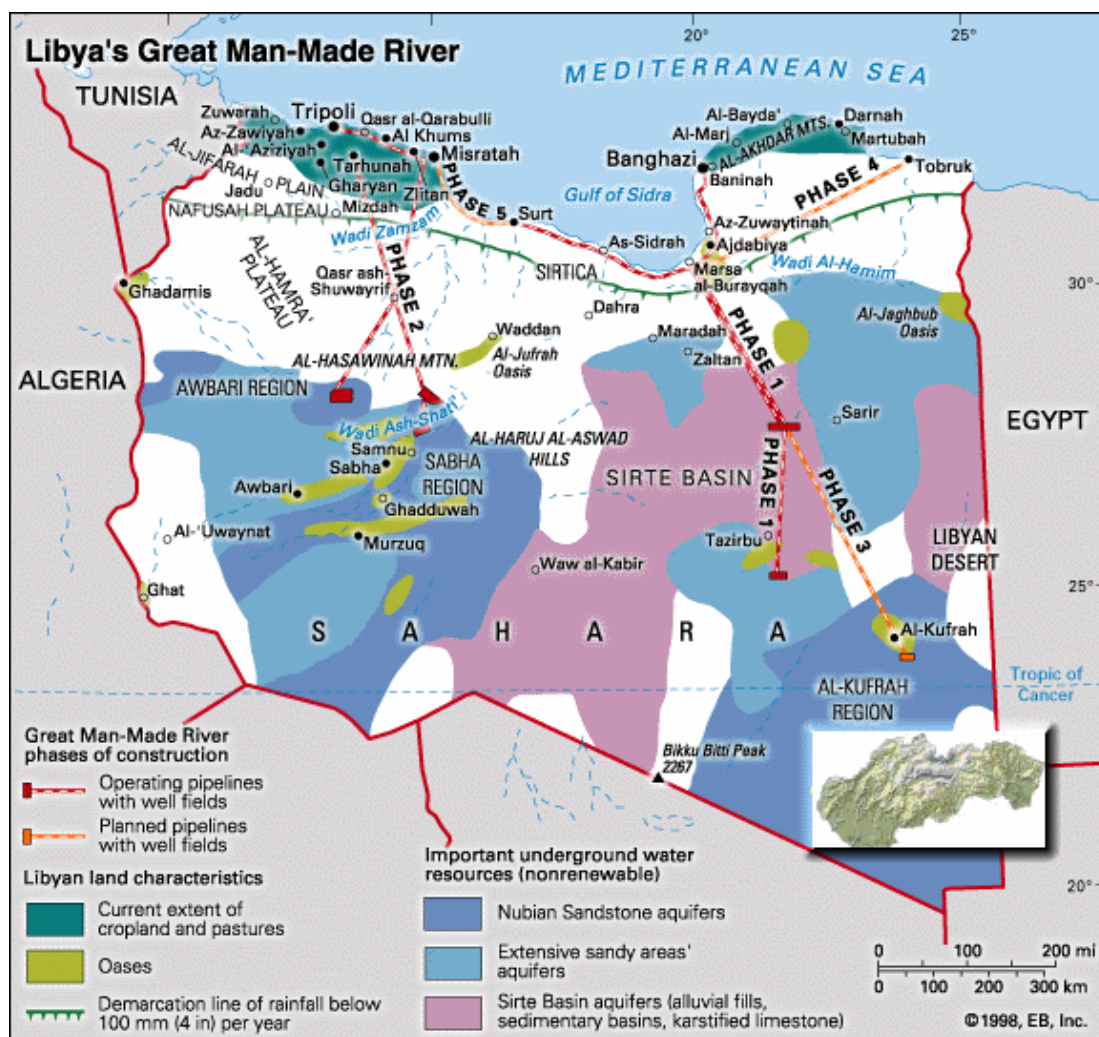 Libya's Great Man-Made River
MEDITERRANEAN SEA
20°
25°
TUNISIA
Zuwarah
Tripoli
Qasr al-Qarabulli
Az-Zawiyah
Al Khums
Al-'Aziziyah
Misratah
AL-JIFARAH PLAIN
Tarhunah
Gharyan
Zlitan
Jadu
Mizdah
NAFUSAH PLATEAU
Wadi Zamzam
PHASE 5
Surt
Gulf of Sidra
Al-Bayda'
Darnah
Al-Marj
AL-AKHDAR MTS.
Martubah
Banghazi
Baninah
Tobruk
PHASE 4
Az-Zuwaytinah
Ajdabiya
As-Sidrah
SIRTICA
Marsa
al-Burayqah
Wadi Al-Hamim
30°
AL-HAMRA'
PLATEAU
Ghadamis
Qasr ash-
Shuwayrif
PHASE 2
Dahra
Waddan
Al-Jufrah
Oasis
Maradah
Zaltan
PHASE 1
Al-Jaghbub
Oasis
AL-HASAWINAH MTN.
ALGERIA
AWBARI REGION
Wadi Ash-Shati'
Sarir
EGYPT
AL-HARUJ AL-ASWAD
HILLS
Samnu
Sabha
SABHA
REGION
SIRTE BASIN
PHASE 1
PHASE 3
Awbari
Ghadduwah
Al-'Uwaynat
Murzuq
Tazirbu
LIBYAN
DESERT
Waw al-Kabir
Ghat
25°
SAHARA
Al-Kufrah
Tropic of
Cancer
AL-KUFRAH
REGION
Bikku Bitti Peak
2267
20°
Great Man-Made River
phases of construction
Operating pipelines
with well fields
Planned pipelines
with well fields
Libyan land characteristics
Current extent of
cropland and pastures
Oases
Demarcation line of rainfall below
100 mm (4 in) per year
Important underground water
resources (nonrenewable)
Nubian Sandstone aquifers
Extensive sandy areas'
aquifers
Sirte Basin aquifers (alluvial fills,
sedimentary basins, karstified limestone)
0 100 200 mi
0 100 200 300 km
©1998, EB, Inc.